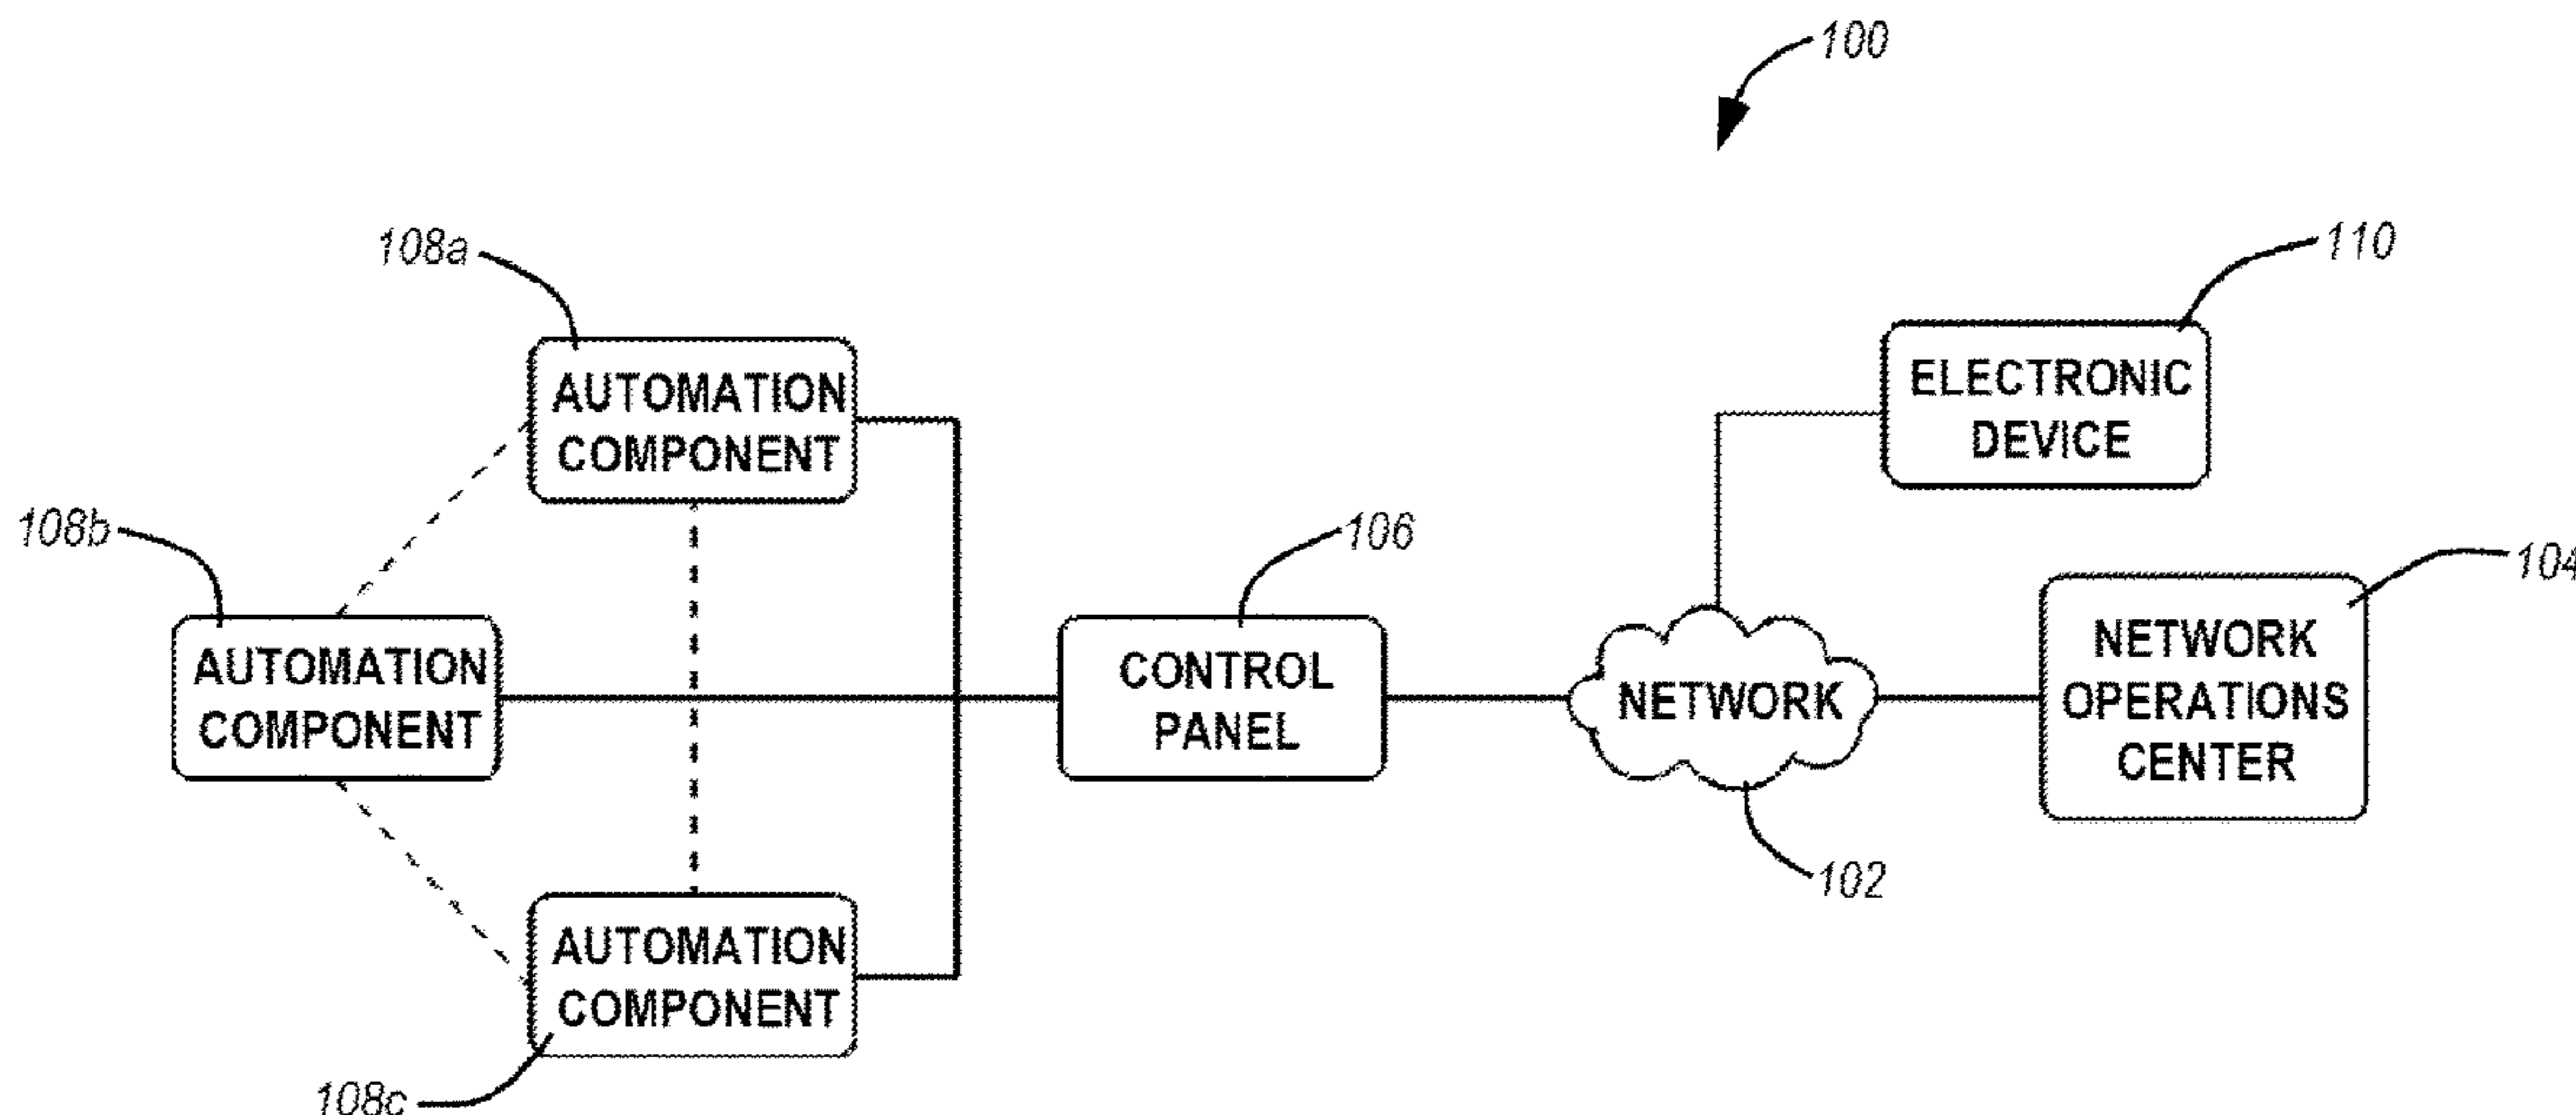 100
108a
110
AUTOMATION
COMPONENT
ELECTRONIC
DEVICE
108b
106
104
AUTOMATION
COMPONENT
CONTROL
PANEL
NETWORK
NETWORK
OPERATIONS
CENTER
102
AUTOMATION
COMPONENT
108c